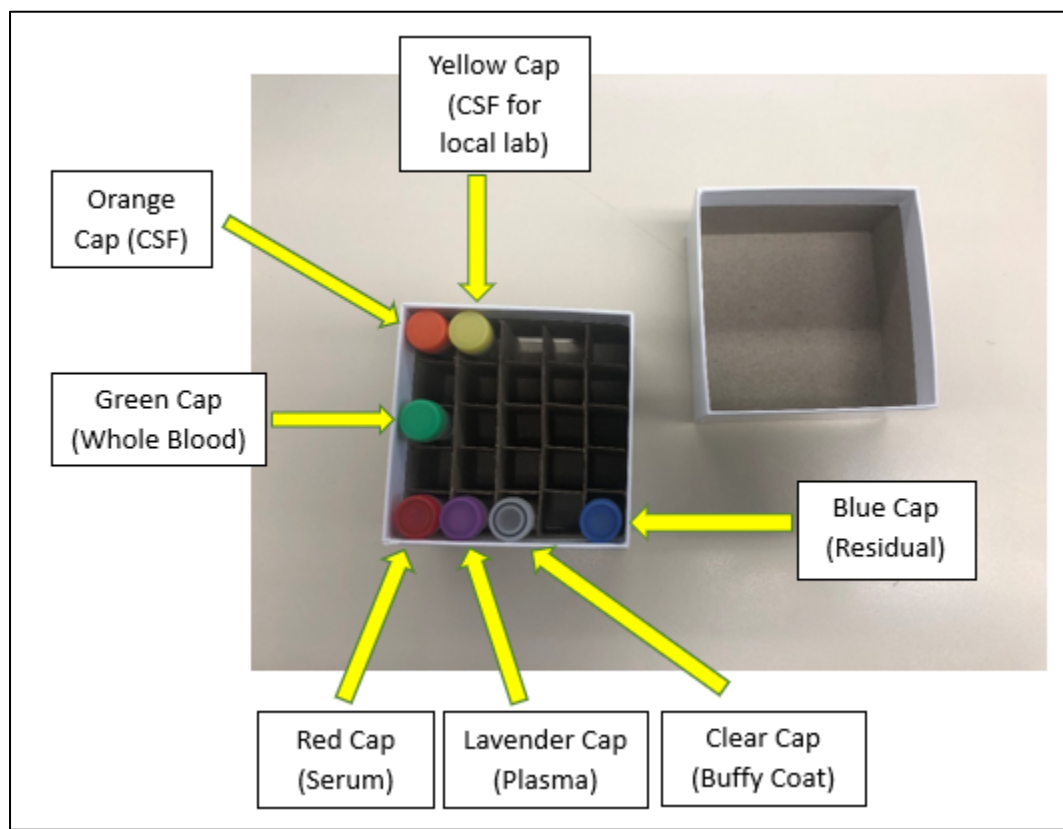 Yellow Cap
(CSF for
local lab)
Orange
Cap (CSF)
Green Cap
(Whole Blood)
Blue Cap
(Residual)
Red Cap
(Serum)
Lavender Cap
(Plasma)
Clear Cap
(Buffy Coat)